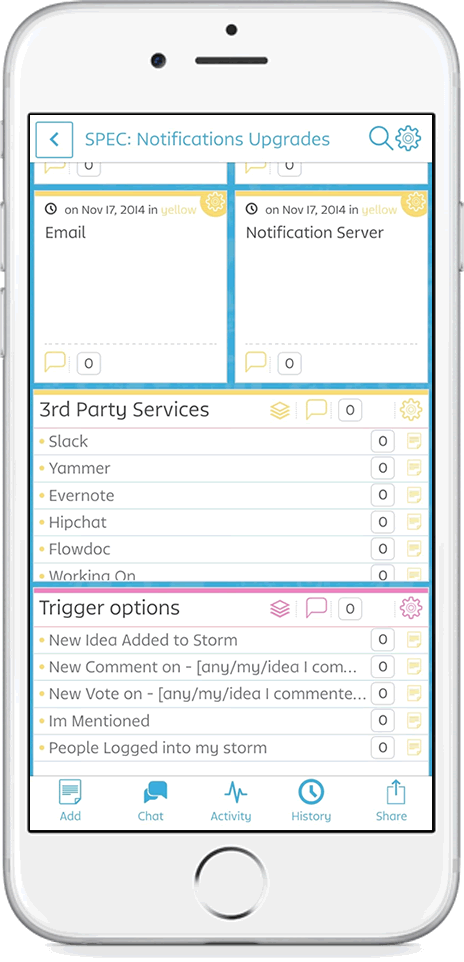 SPEC: Notifications Upgrades
0 0
on Nov 17, 2014 in yellow
Email
0
on Nov 17, 2014 in yellow
Notification Server
0
3rd Party Services 0
Slack 0
Yammer 0
Evernote 0
Hipchat 0
Flowdoc 0
Working On 0
Trigger options 0
New Idea Added to Storm 0
New Comment on - [any/my/idea I com... 0
New Vote on - [any/my/idea I commente... 0
Im Mentioned 0
People Logged into my storm 0
Add Chat Activity History Share